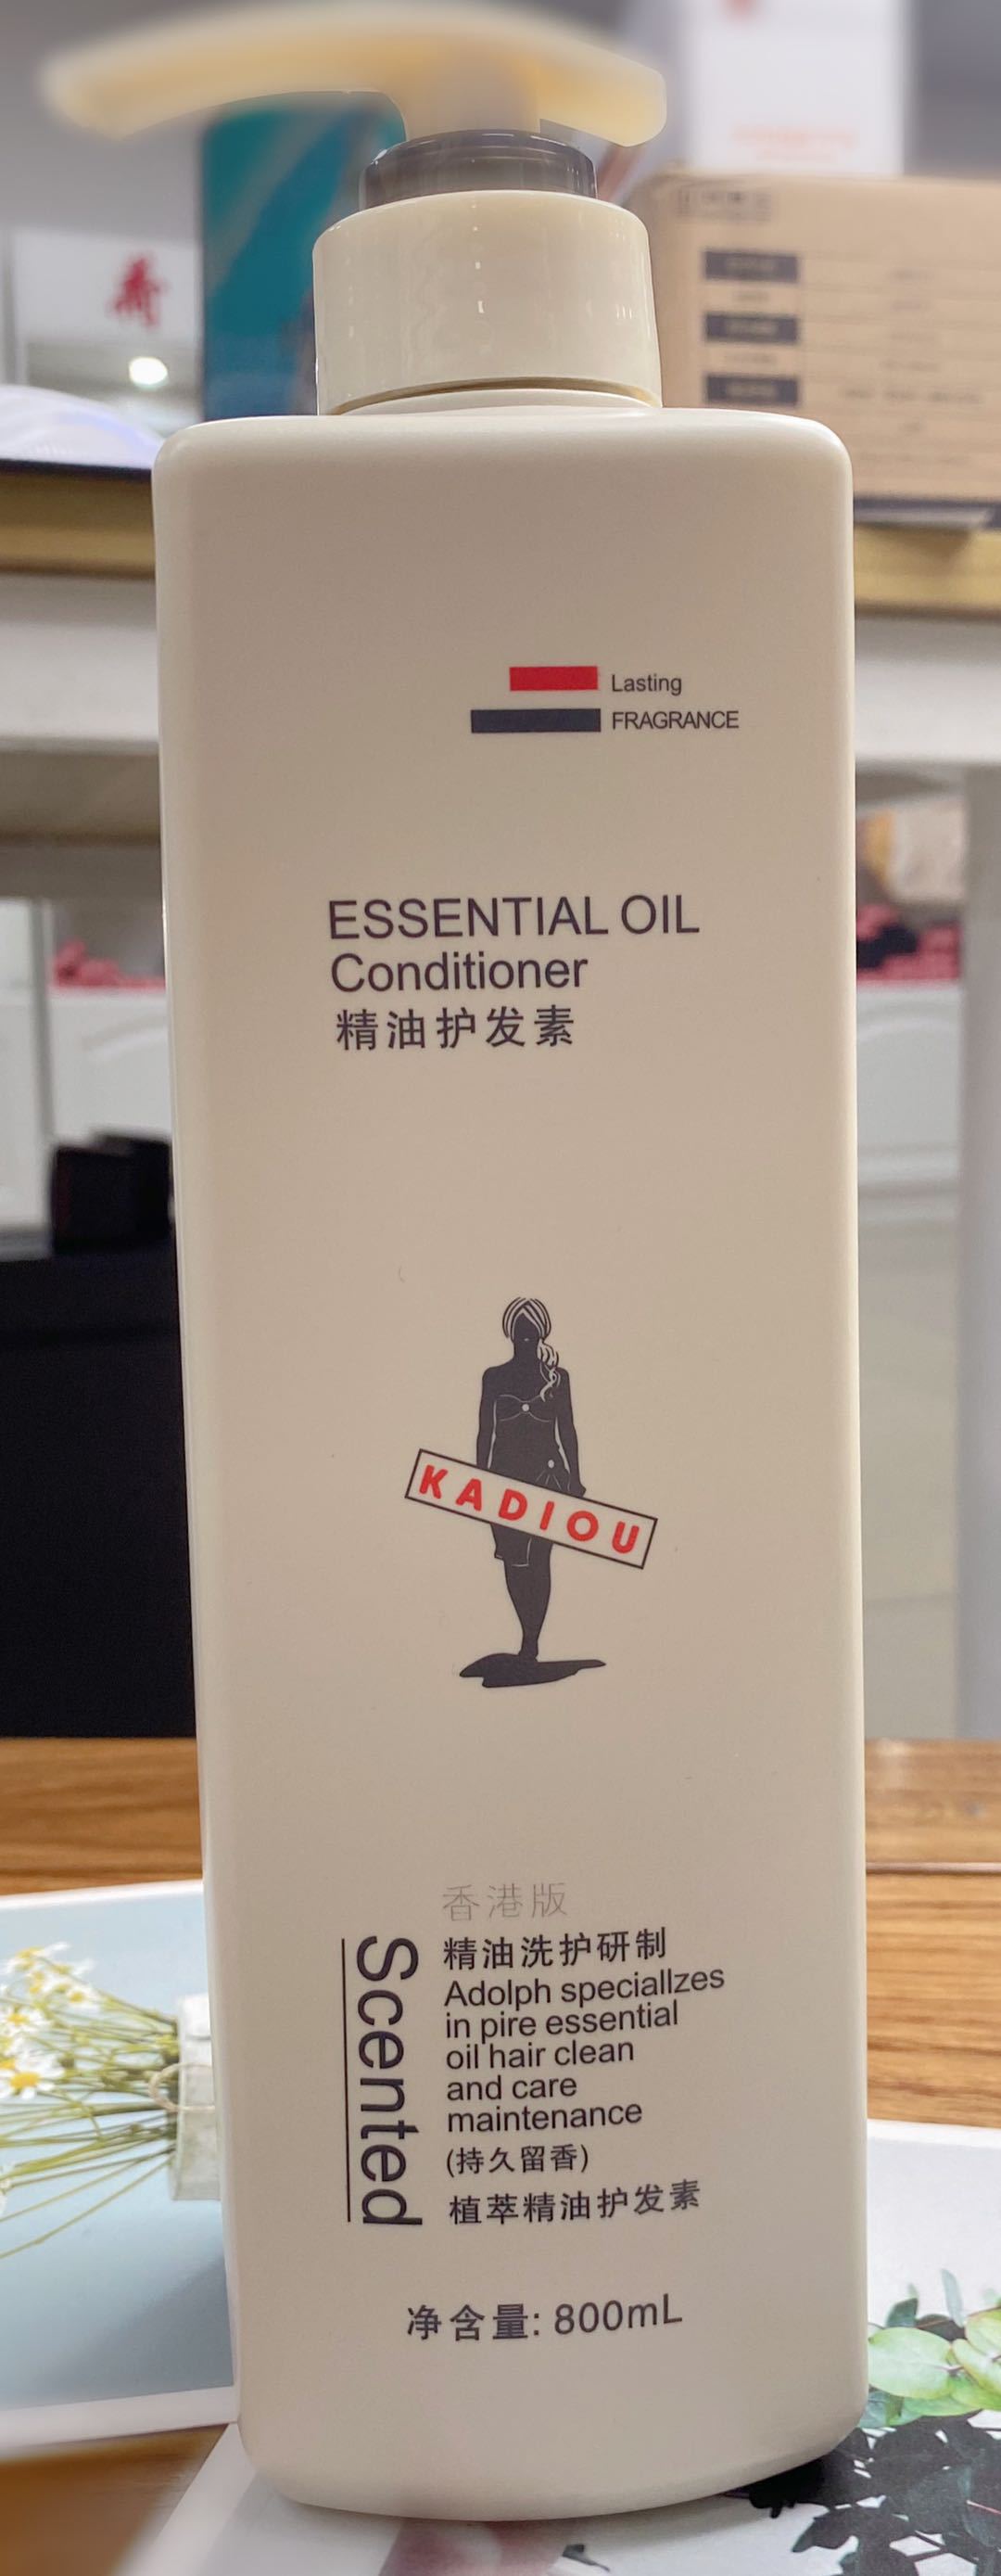 Lasting
FRAGRANCE
ESSENTIAL OIL
Conditioner
精油护发素
KADIOU
香港版
Scented
精油洗护研制
Adolph speciallzes
in pire essential
oil hair clean
and care
maintenance
(持久留香)
植萃精油护发素
净含量: 800mL